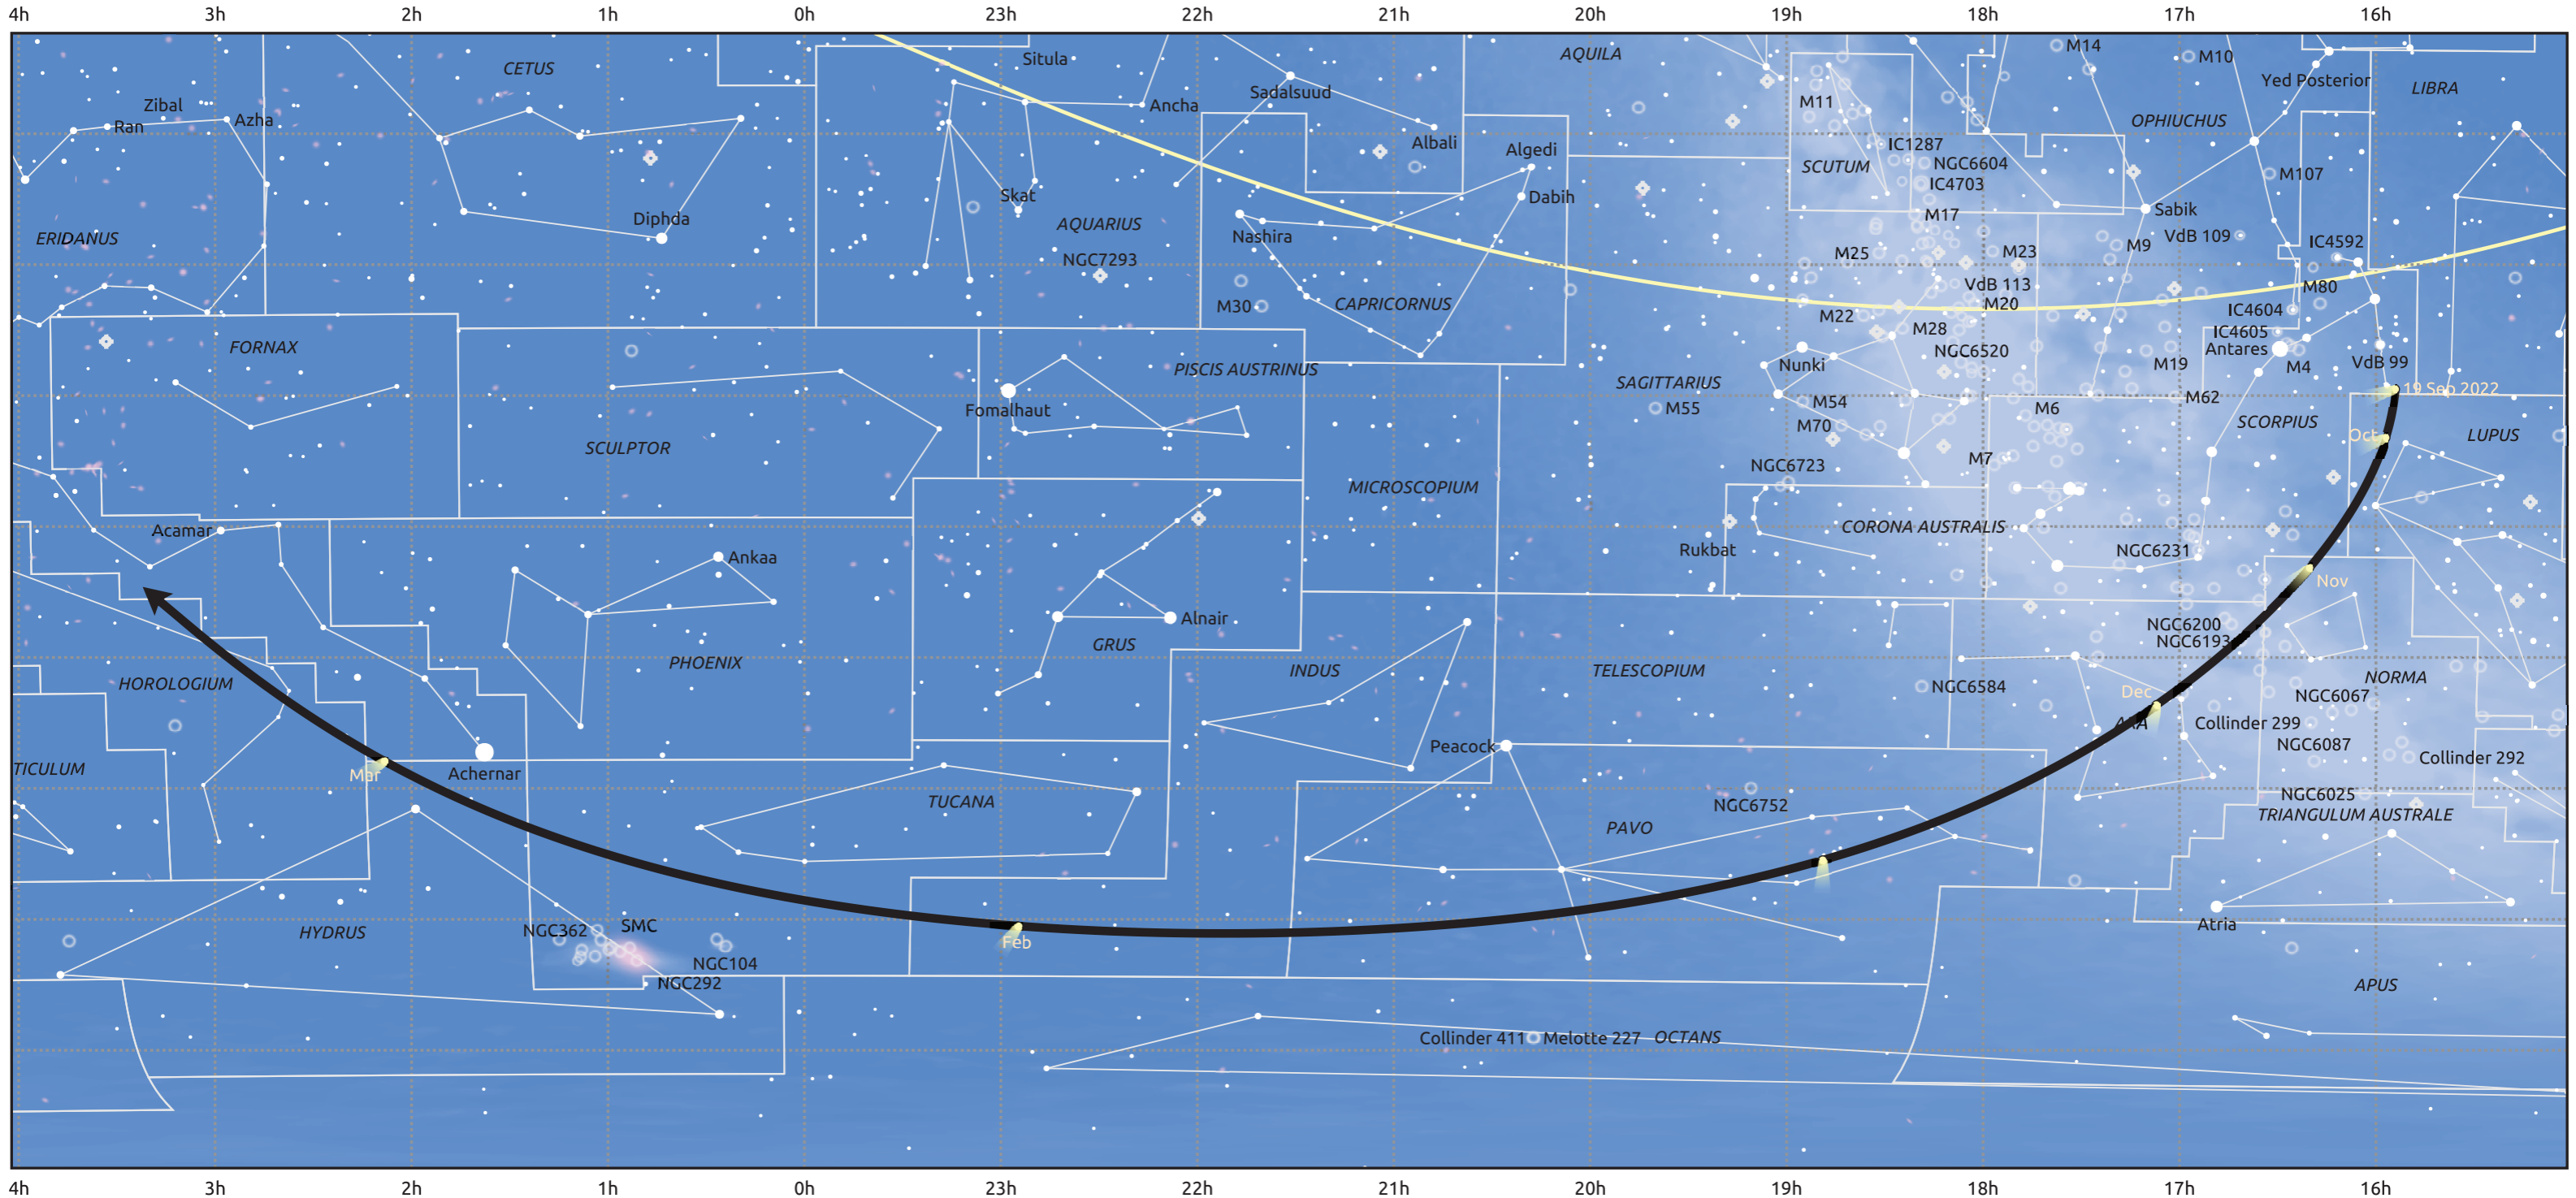 4h 3h 2h 1h 0h 23h 22h 21h 20h 19h 18h 17h 16h
CETUS
Situla
AQUILA
M14
M10
Yed Posterior
LIBRA
Zibal
Ran
Azha
Ancha
Sadalsuud
Albali
M11
OPHIUCHUS
IC1287
Algedi
SCUTUM
NGC6604
IC4703
M107
Skat
Dabih
Diphda
AQUARIUS
Nashira
M17
Sabik
ERIDANUS
NGC7293
M25
M23
M9
VdB 109
IC4592
M30
CAPRICORNUS
VdB 113
M20
M80
M22
IC4604
FORNAX
M28
IC4605
NGC6520
Antares
PISCIS AUSTRINUS
Nunki
M19
M4
VdB 99
SAGITTARIUS
19 Sep 2022
Fomalhaut
M55
M54
M6
M62
M70
SCORPIUS
Oct
LUPUS
SCULPTOR
NGC6723
M7
MICROSCOPIUM
Acamar
CORONA AUSTRALIS
Ankaa
Rukbat
NGC6231
Nov
Alnair
NGC6200
GRUS
NGC6193
PHOENIX
INDUS
TELESCOPIUM
HOROLOGIUM
NGC6584
Dec
NORMA
NGC6067
ARA
Collinder 299
Peacock
NGC6087
Collinder 292
TICULUM
Mar
Achernar
TUCANA
NGC6752
NGC6025
TRIANGULUM AUSTRALE
PAVO
HYDRUS
NGC362
SMC
Feb
Atria
NGC104
NGC292
APUS
Collinder 411
Melotte 227
OCTANS
4h 3h 2h 1h 0h 23h 22h 21h 20h 19h 18h 17h 16h